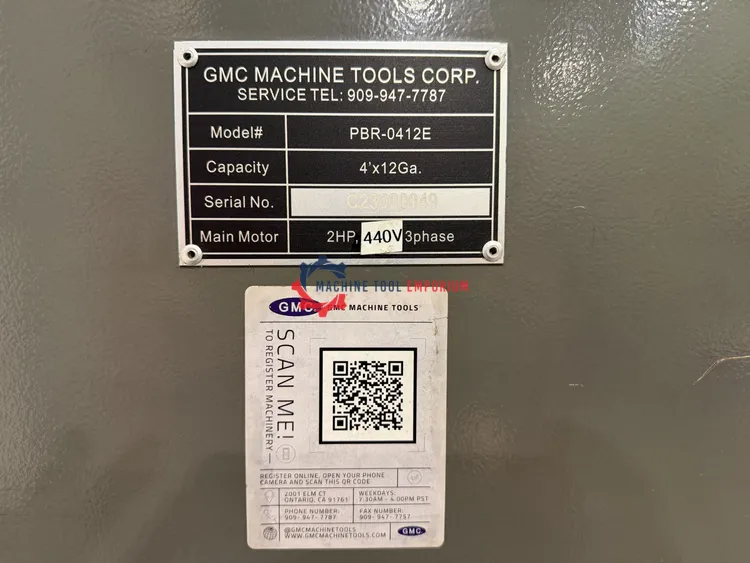 GMC MACHINE TOOLS CORP.
SERVICE TEL: 909-947-7787
Model# PBR-0412E
Capacity 4'x12Ga.
Serial No.
Main Motor 2HP, 440V 3phase
MACHINE TOOL EMPORIUM
GMC GMC MACHINE TOOLS
SCAN ME!
TO REGISTER MACHINERY
REGISTER ONLINE, OPEN YOUR PHONE
CAMERA AND SCAN THIS QR CODE
2001 ELM CT
ONTARIO, CA 91761
WEEKDAYS:
7:30AM - 4:00PM PST
PHONE NUMBER:
909- 947- 7787
FAX NUMBER:
909- 947-
@GMCMACHINETOOLS
WWW.GMCMACHINETOOLS.COM
GMC